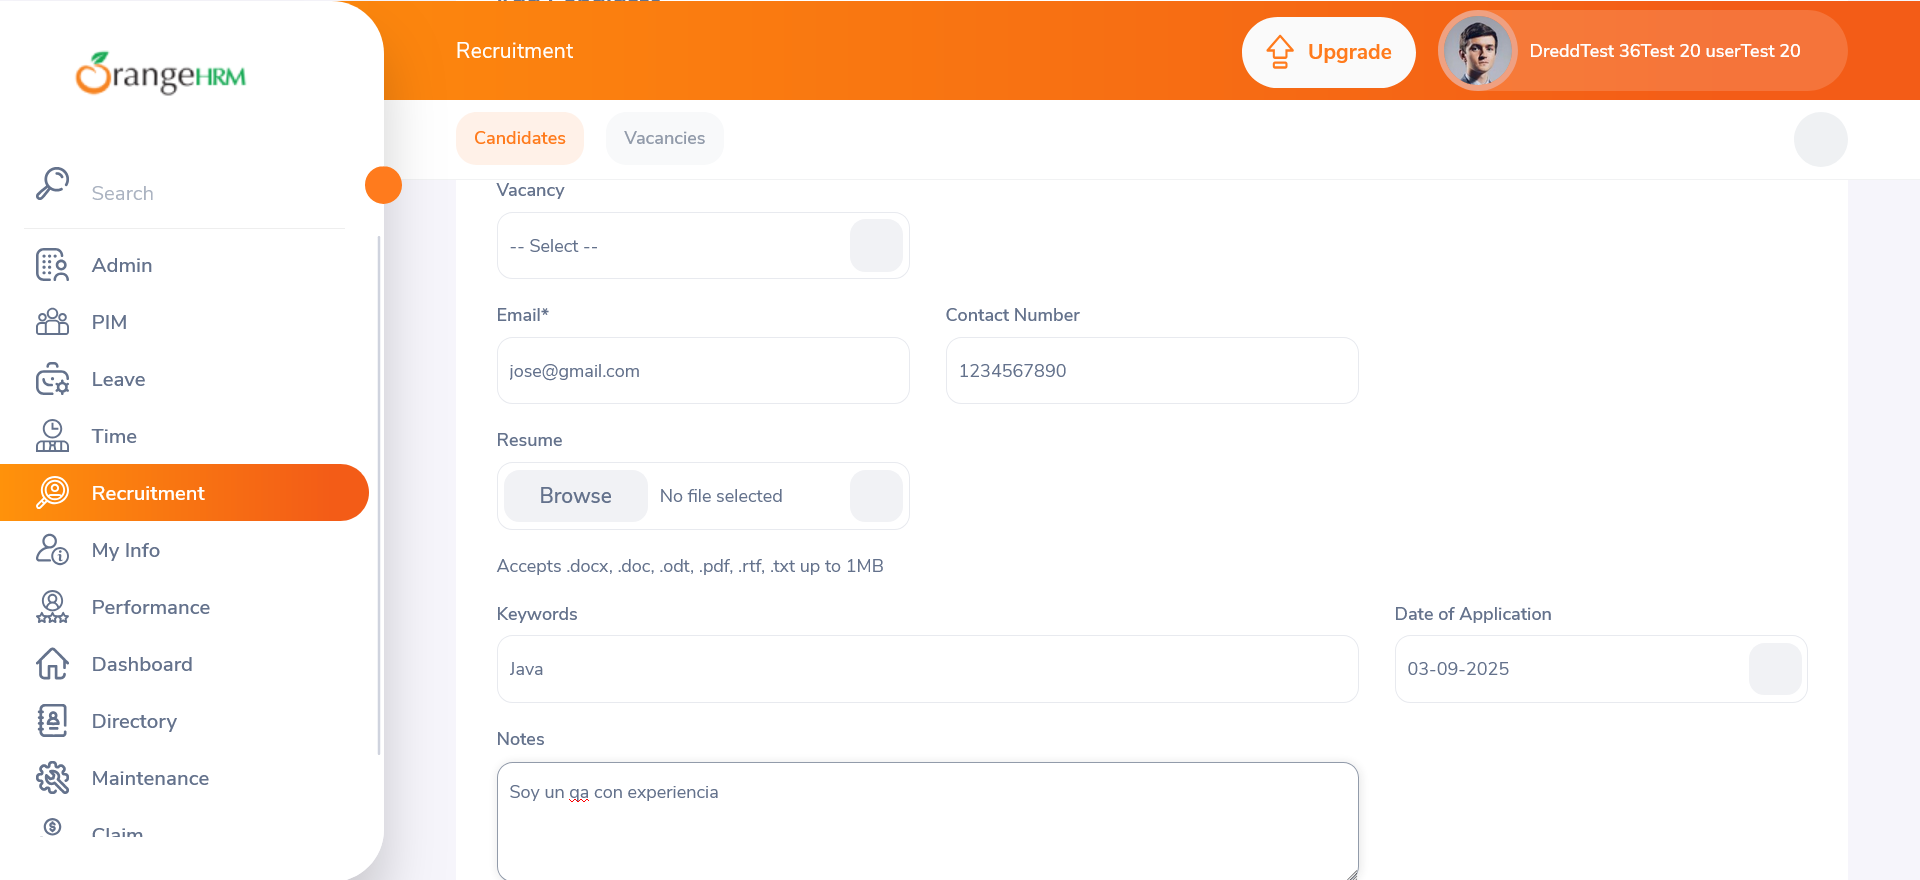 Recruitment
Upgrade
DreddTest 36Test 20 userTest 20
OrangeHRM
Candidates
Vacancies
Search
Vacancy
-- Select --
Admin
PIM
Email*
Contact Number
jose@gmail.com
1234567890
Leave
Time
Resume
Browse
No file selected
Recruitment
My Info
Accepts .docx, .doc, .odt, .pdf, .rtf, .txt up to 1MB
Performance
Keywords
Date of Application
Java
03-09-2025
Dashboard
Directory
Notes
Soy un qa con experiencia
Maintenance
Claim